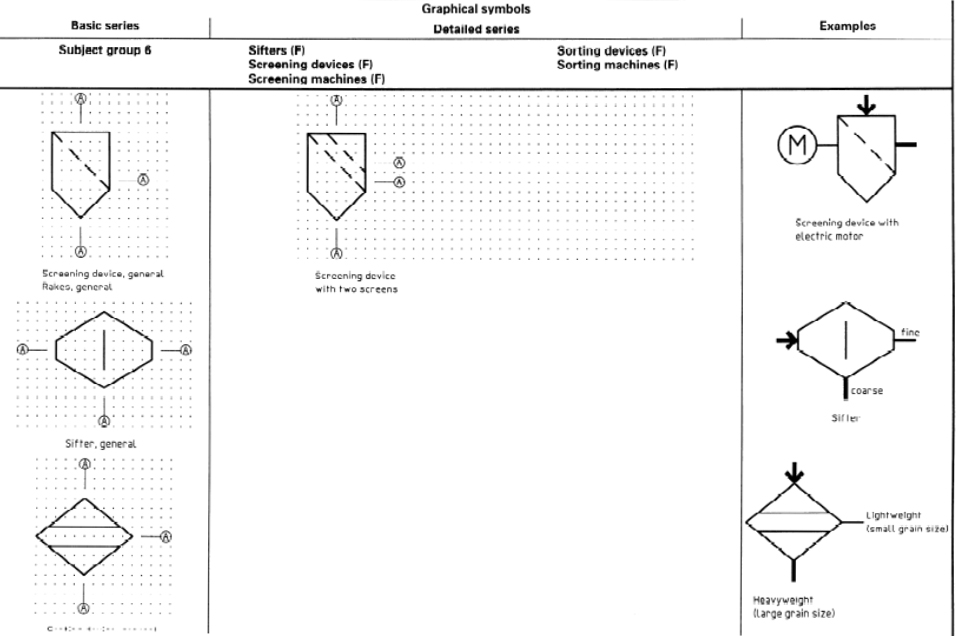 Graphical symbols
Basic series
Detailed series
Examples
Subject group 6
Sifters (F)
Screening devices (F)
Screening machines (F)
Sorting devices (F)
Sorting machines (F)
A
A
A
Screening device, general
Rakes, general
A
A
A
A
Screening device
with two screens
M
Screening device with
electric motor
A
A
A
Sifter, general
fine
coarse
Sifter
A
A
A
Lightweight
(small grain size)
Heavyweight
(large grain size)